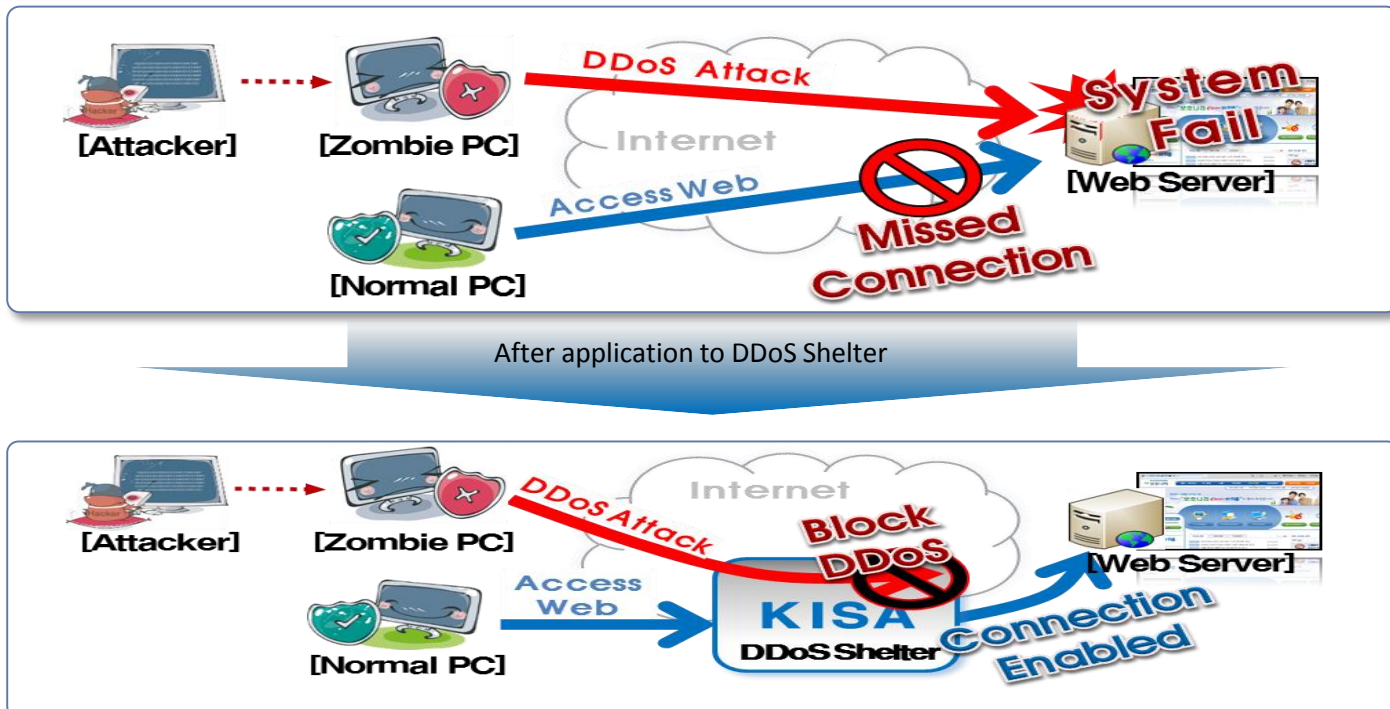 DDoS Attack
System
Fail
Hacker
[Attacker]
[Zombie PC]
Internet
Access Web
[Web Server]
Missed
Connection
[Normal PC]
After application to DDoS Shelter
Hacker
[Attacker]
[Zombie PC]
DDoS Attack
Internet
Block
DDoS
[Web Server]
Access
Web
KISA
DDoS Shelter
Connection
Enabled
[Normal PC]